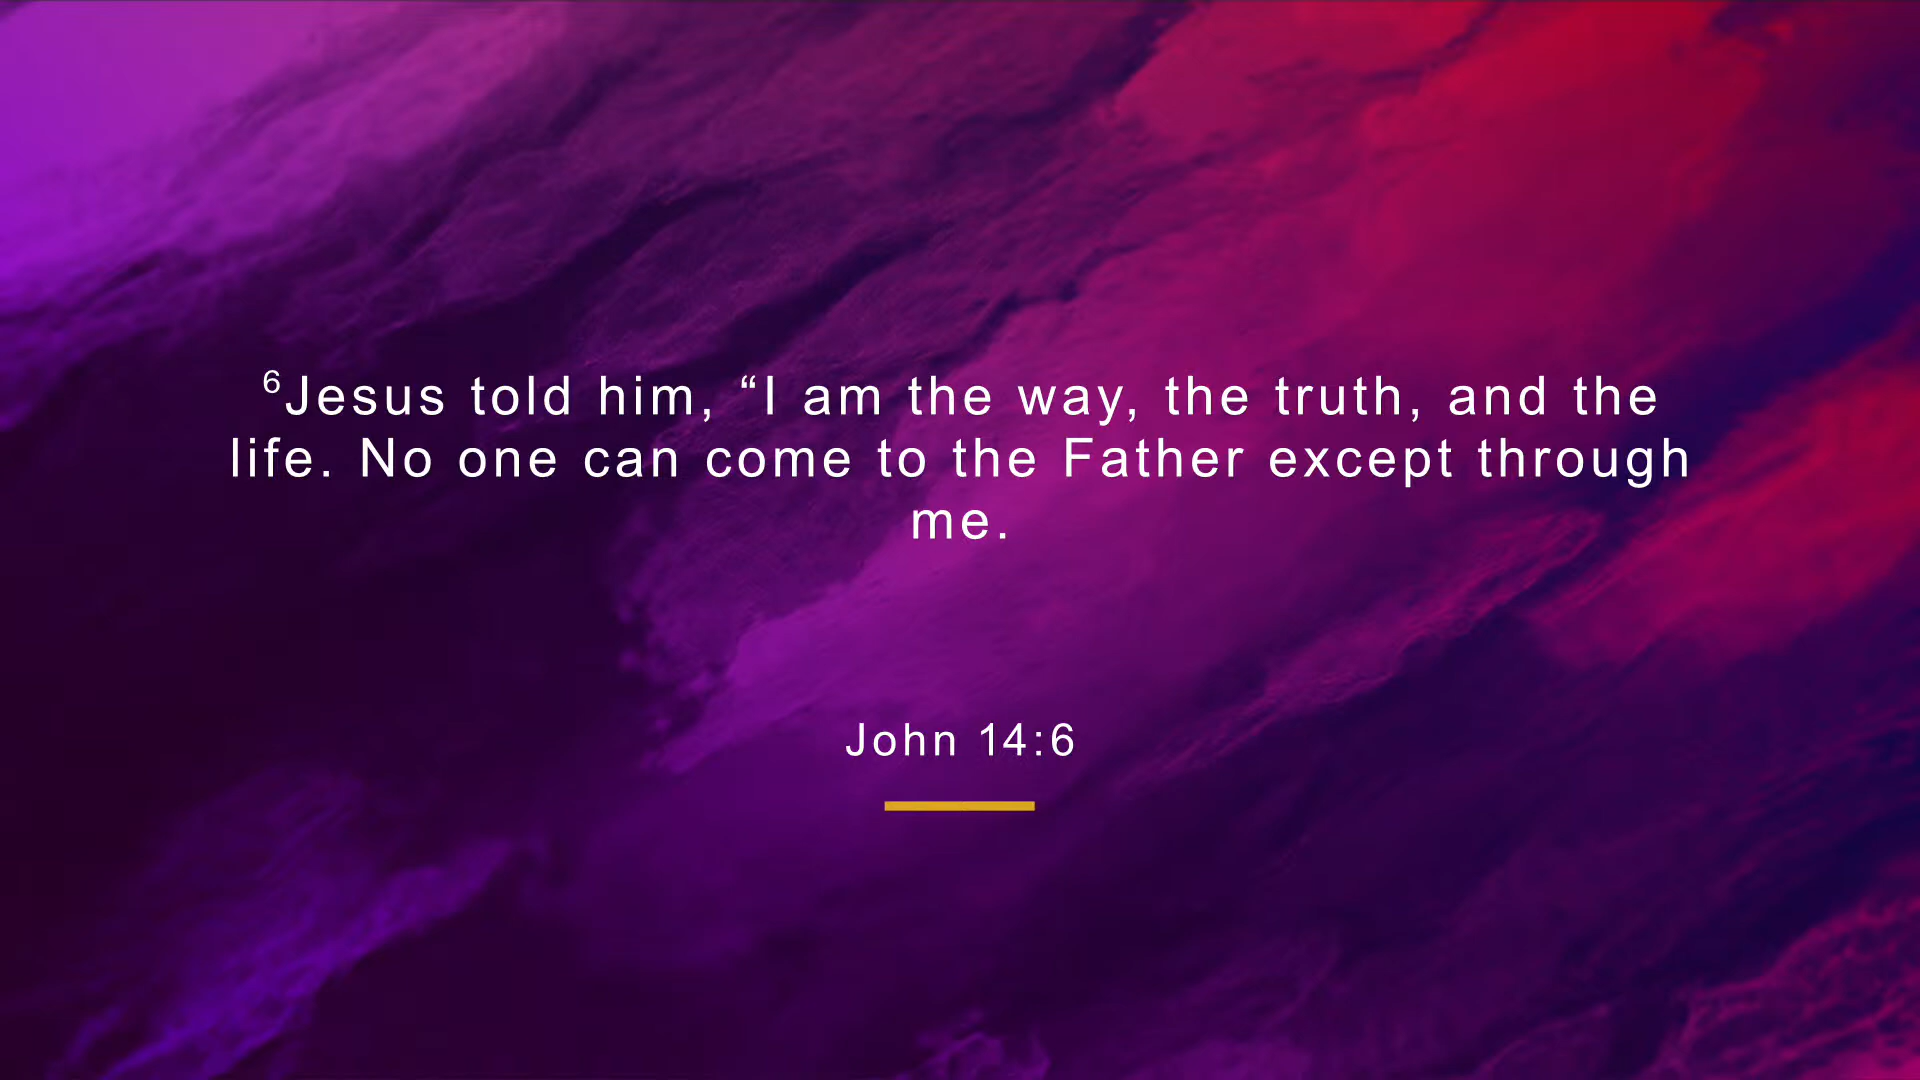 ⁶Jesus told him, “I am the way, the truth, and the
life. No one can come to the Father except through
me.
John 14:6